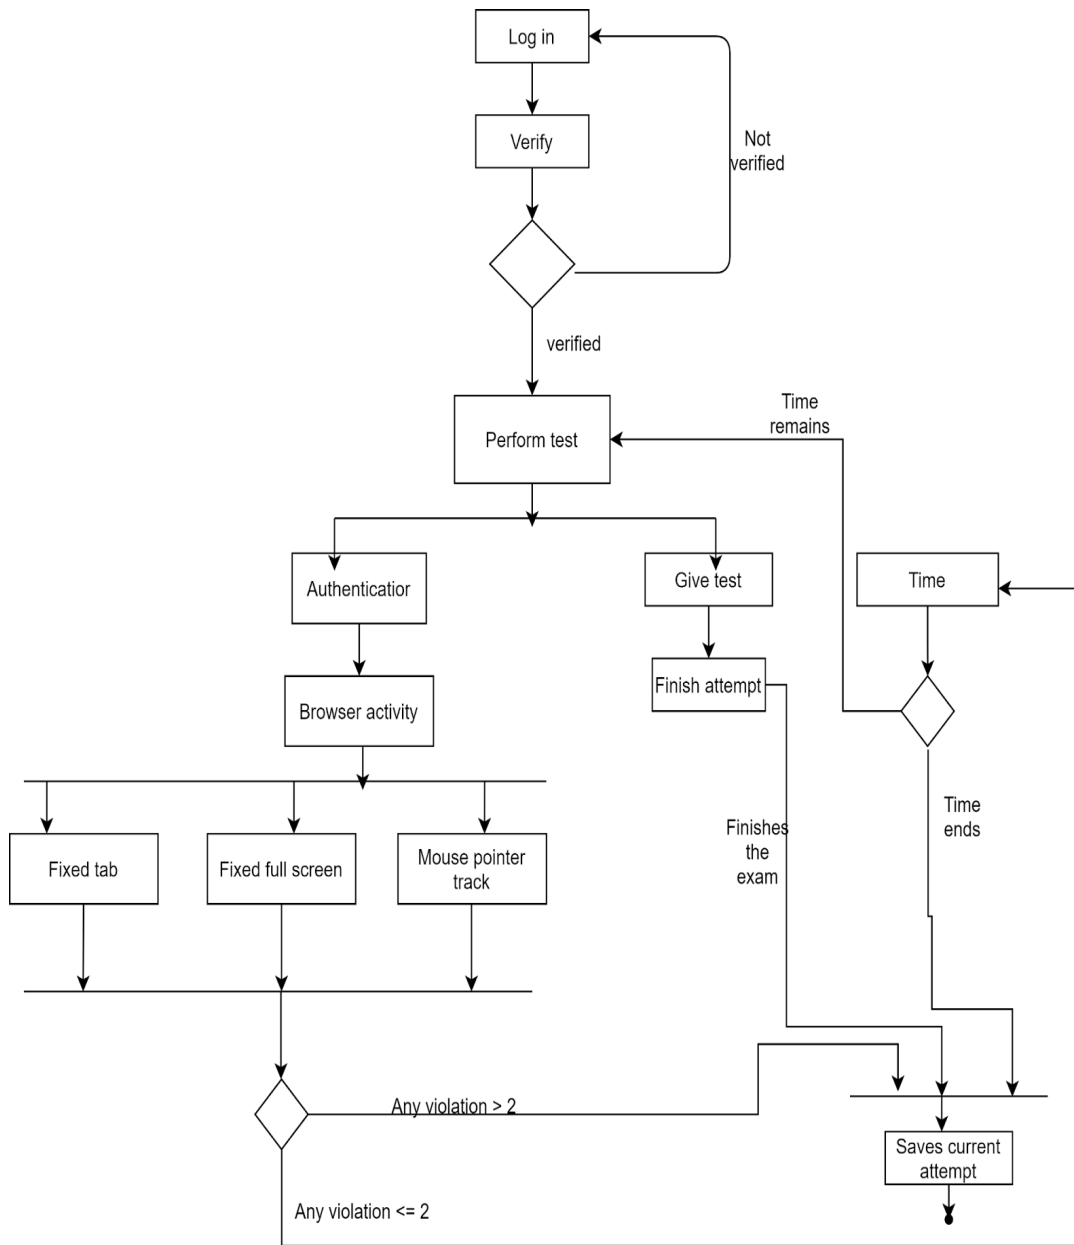 Log in
Verify
Not
verified
verified
Time
remains
Perform test
Authenticatior
Give test
Time
Finish attempt
Browser activity
Time
ends
Finishes
the
exam
Fixed tab
Fixed full screen
Mouse pointer
track
Any violation > 2
Saves current
attempt
Any violation <= 2